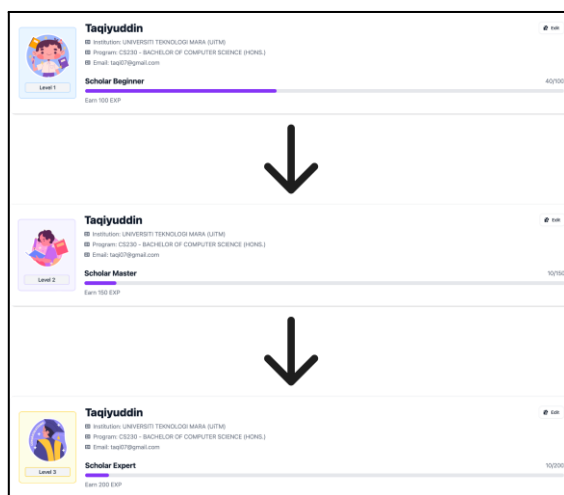 Taqiyuddin
Edit
Institution: UNIVERSITI TEKNOLOGI MARA (UiTM)
Program: CS230 - BACHELOR OF COMPUTER SCIENCE (HONS.)
Email: taqi07@gmail.com
Level 1
Scholar Beginner
40/100
Earn 100 EXP
Taqiyuddin
Edit
Institution: UNIVERSITI TEKNOLOGI MARA (UiTM)
Program: CS230 - BACHELOR OF COMPUTER SCIENCE (HONS.)
Email: taqi07@gmail.com
Level 2
Scholar Master
10/150
Earn 150 EXP
Taqiyuddin
Edit
Institution: UNIVERSITI TEKNOLOGI MARA (UiTM)
Program: CS230 - BACHELOR OF COMPUTER SCIENCE (HONS.)
Email: taqi07@gmail.com
Level 3
Scholar Expert
10/200
Earn 200 EXP